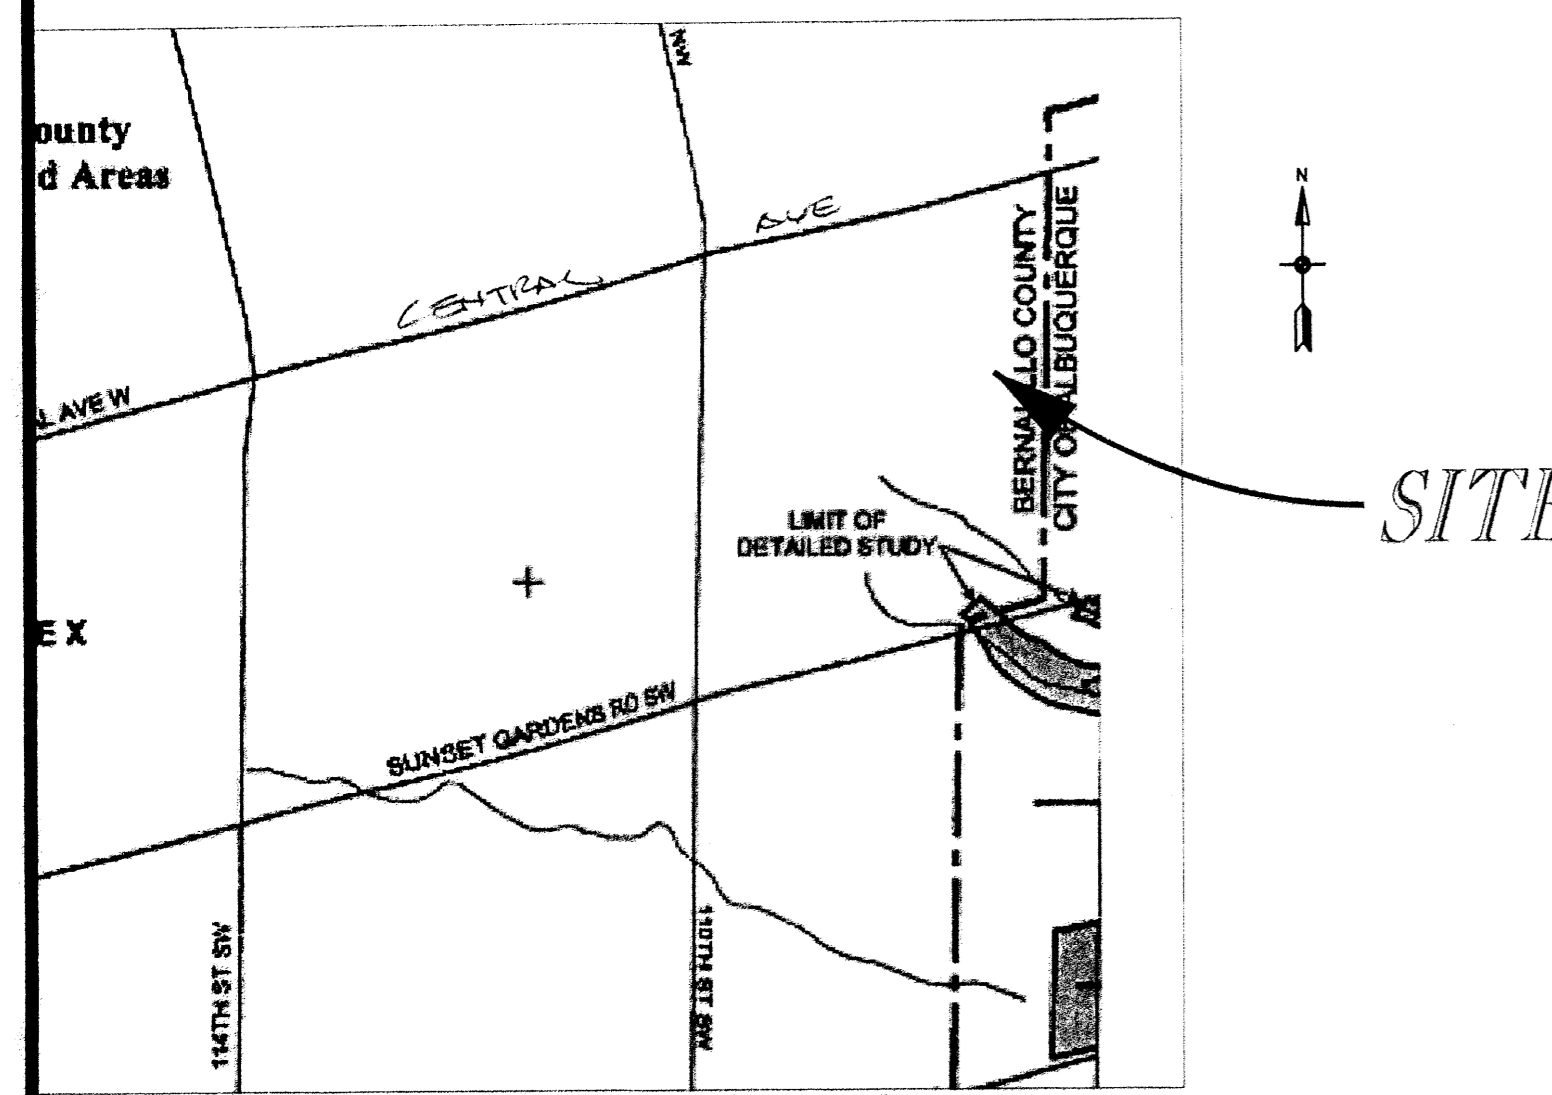 NW
ounty
d Areas
N
AVE
CENTRAL
BERNALILLO COUNTY
CITY OF ALBUQUERQUE
L AVE W
SITE
LIMIT OF
DETAILED STUDY
E X
SUNSET GARDENS RD SW
114TH ST SW
110TH ST SW